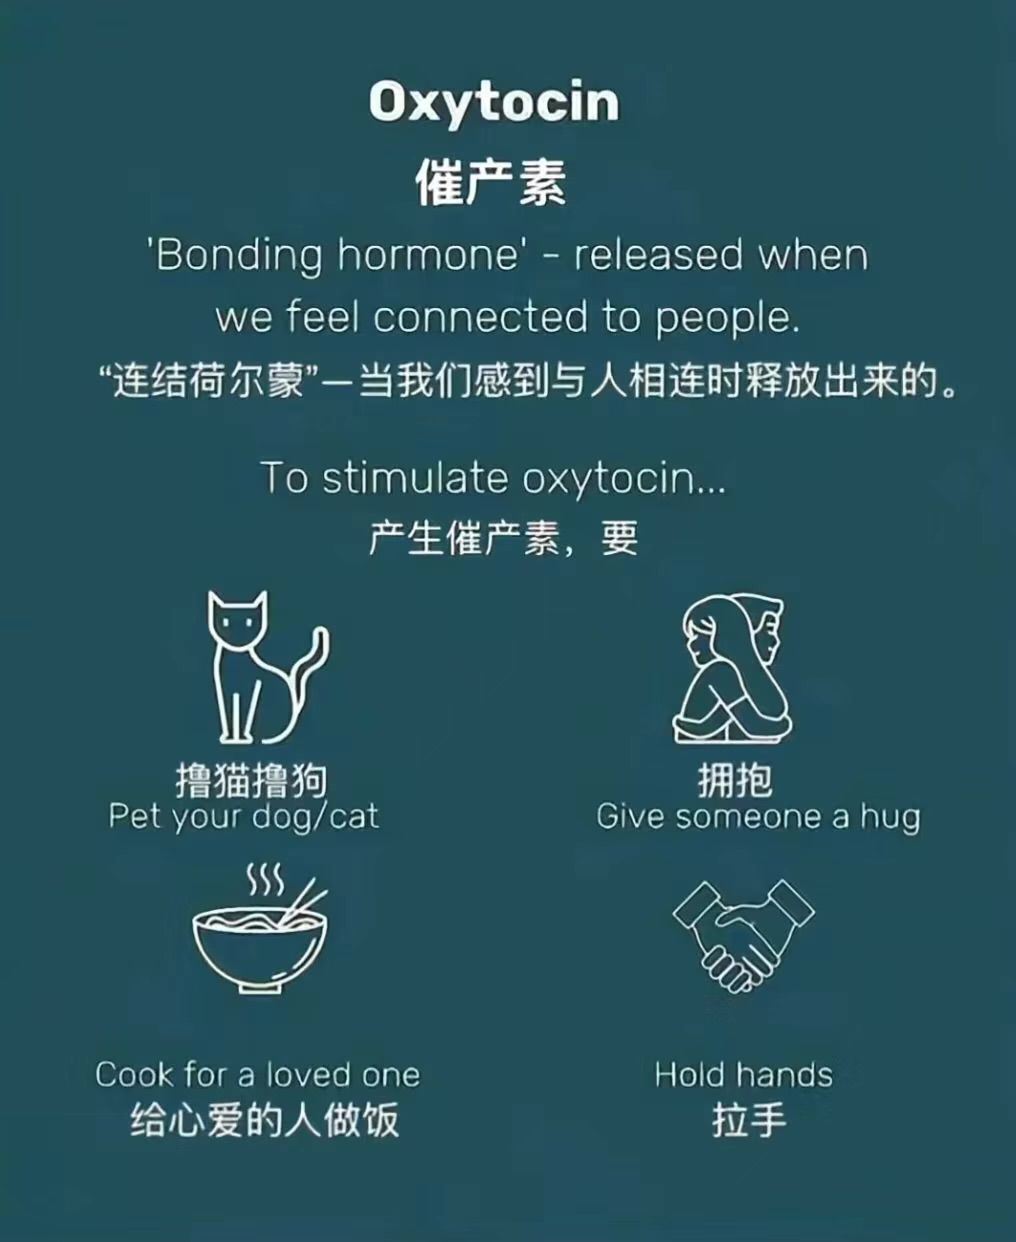 Oxytocin
催产素
'Bonding hormone' - released when
we feel connected to people.
“连结荷尔蒙”—当我们感到与人相连时释放出来的。
To stimulate oxytocin...
产生催产素，要
撸猫撸狗
Pet your dog/cat
拥抱
Give someone a hug
Cook for a loved one
给心爱的人做饭
Hold hands
拉手